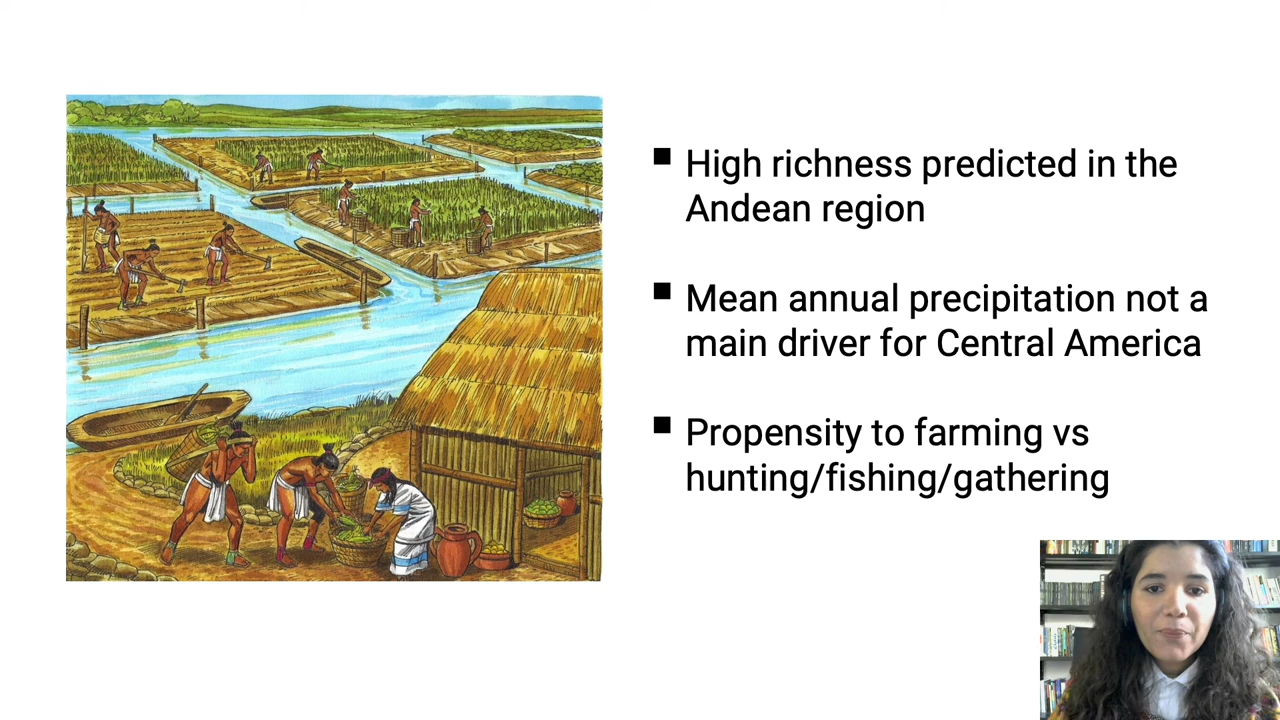 High richness predicted in the
Andean region
Mean annual precipitation not a
main driver for Central America
Propensity to farming vs
hunting/fishing/gathering